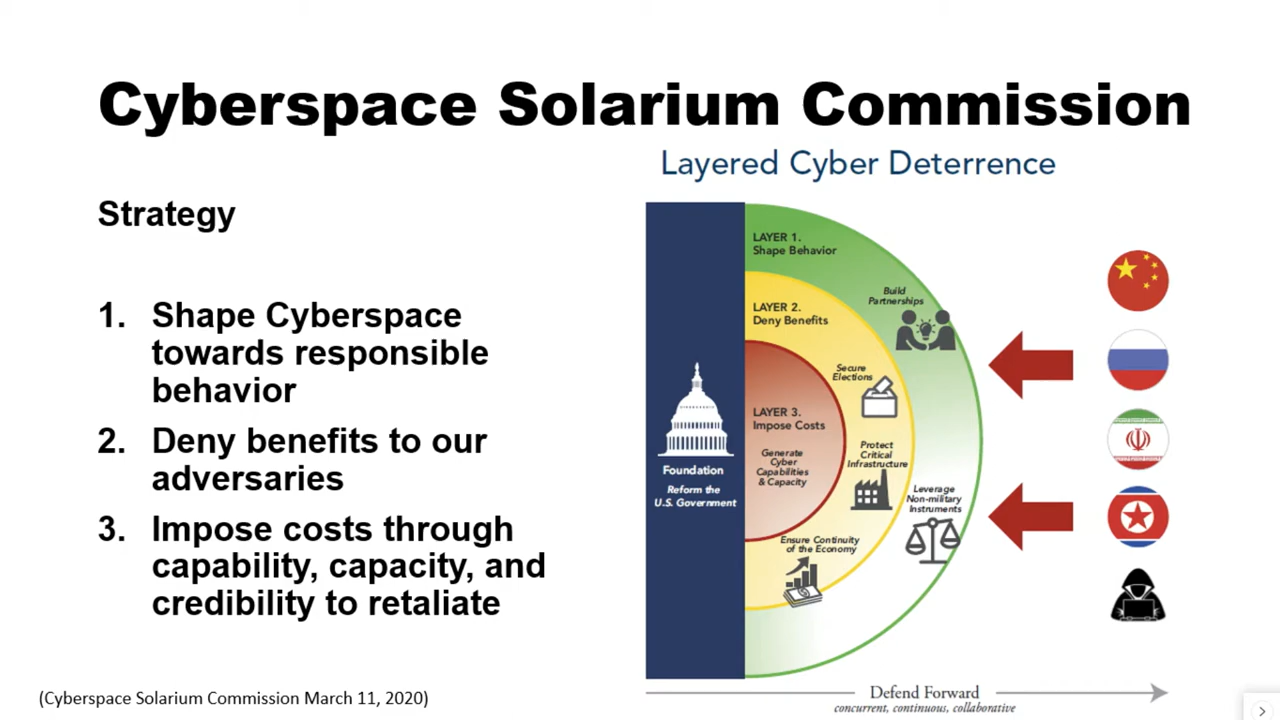 Cyberspace Solarium Commission
Layered Cyber Deterrence
Strategy
1. Shape Cyberspace
towards responsible
behavior
2. Deny benefits to our
adversaries
3. Impose costs through
capability, capacity, and
credibility to retaliate
(Cyberspace Solarium Commission March 11, 2020)
Foundation
Reform the
U.S. Government
LAYER 1.
Shape Behavior
Build
Partnerships
Leverage
Non-military
Instruments
LAYER 2.
Deny Benefits
Secure
Elections
Protect
Critical
Infrastructure
Ensure Continuity
of the Economy
LAYER 3.
Impose Costs
Generate
Cyber
Capabilities
& Capacity
Defend Forward
concurrent, continuous, collaborative